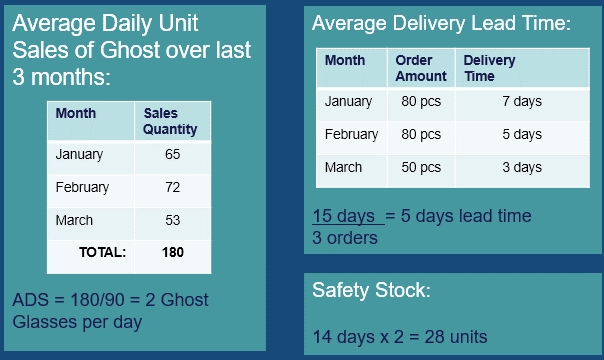 Average Daily Unit
Sales of Ghost over last
3 months:
Month Sales
Quantity
January 65
February 72
March 53
TOTAL: 180
ADS = 180/90 = 2 Ghost
Glasses per day
Average Delivery Lead Time:
Month Order Delivery
Amount Time
January 80 pcs 7 days
February 80 pcs 5 days
March 50 pcs 3 days
15 days = 5 days lead time
3 orders
Safety Stock:
14 days x 2 = 28 units